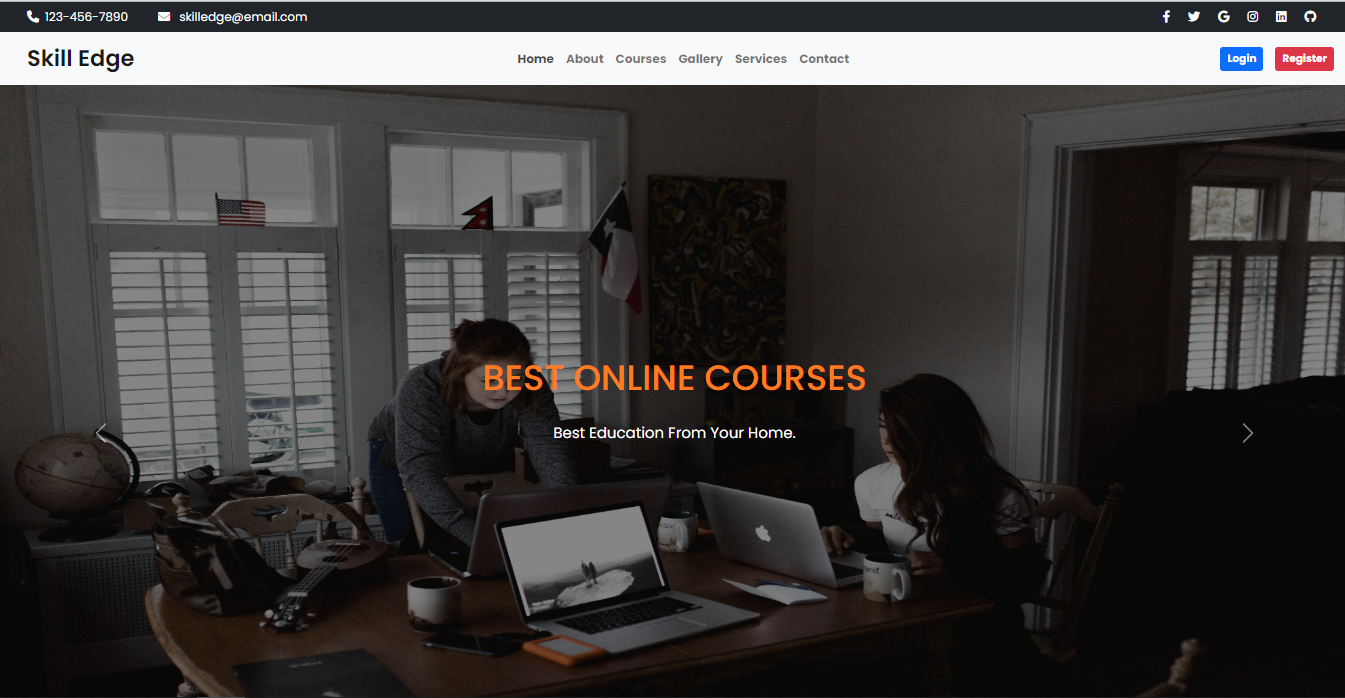 123-456-7890 skilledge@email.com
Skill Edge Home About Courses Gallery Services Contact Login Register
BEST ONLINE COURSES
Best Education From Your Home.